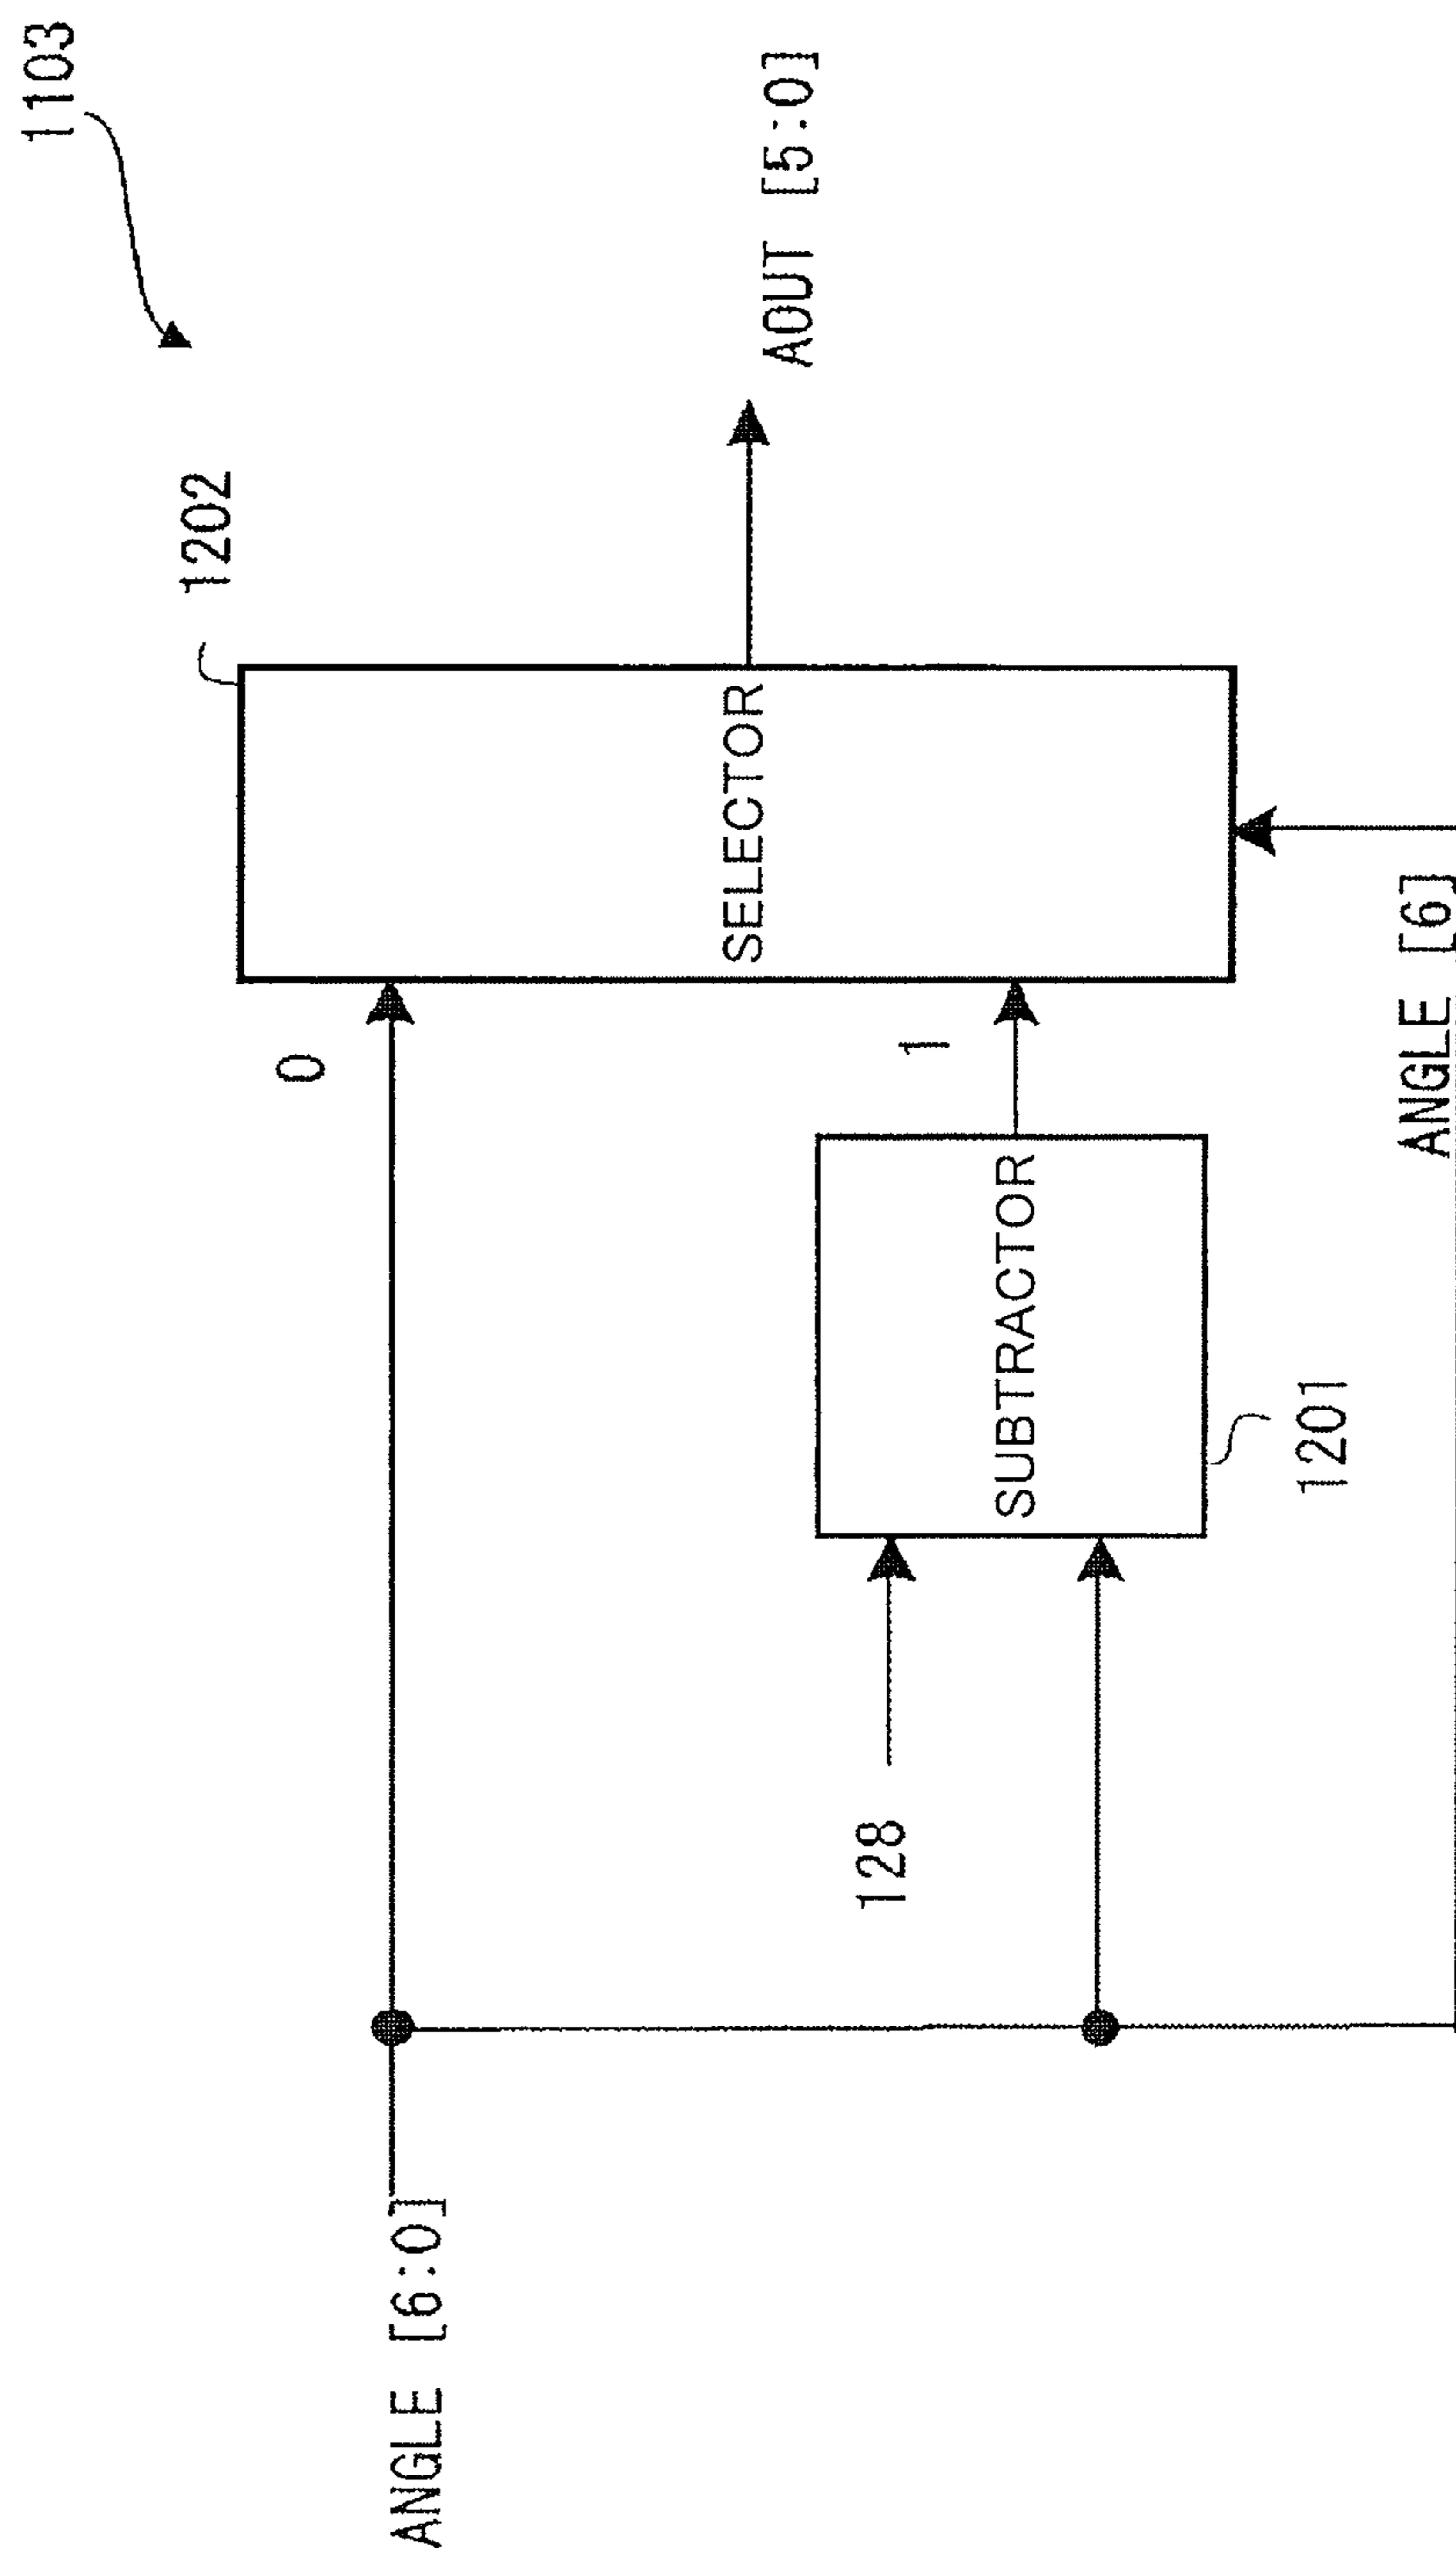 1103
1202
ANGLE [6:0]
0
SELECTOR
AOUT [5:0]
128
1
SUBTRACTOR
1201
ANGLE [6]